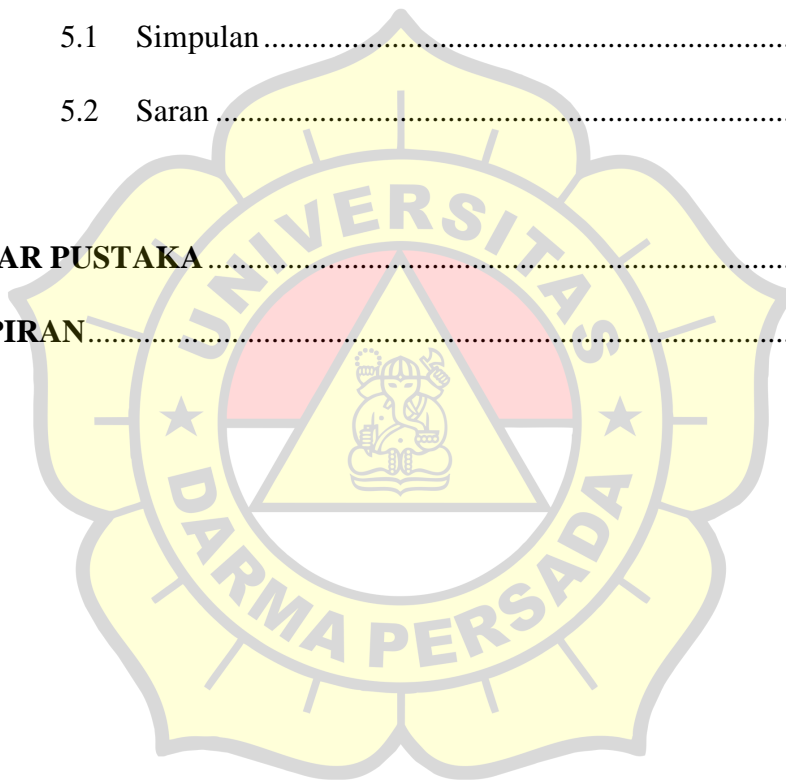 5.1 Simpulan ................................................................
5.2 Saran ................................................................
AR PUSTAKA ................................................................
PIRAN ................................................................
UNIVERSITAS
DARMA PERSADA